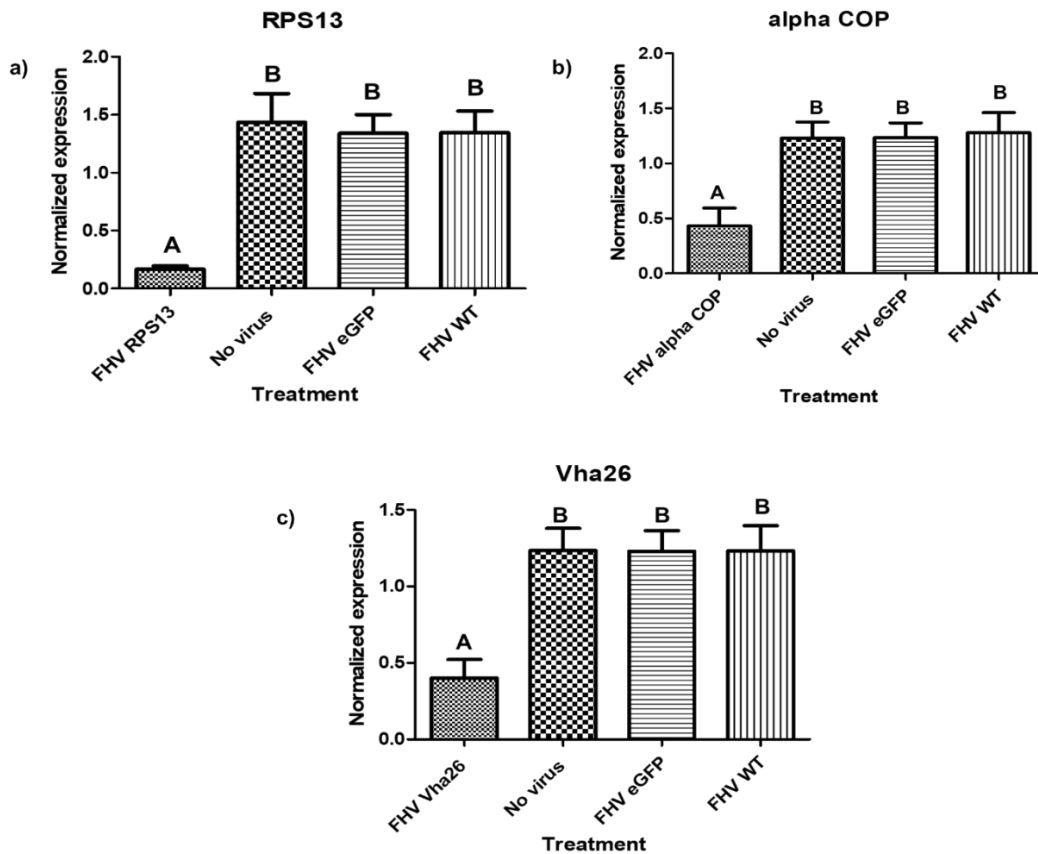 RPS13
a)
Normalized expression
2.0
1.5
1.0
0.5
0.0
A
B
B
B
FHV RPS13
No virus
FHV eGFP
FHV WT
Treatment
alpha COP
b)
Normalized expression
2.0
1.5
1.0
0.5
0.0
A
B
B
B
FHV alpha COP
No virus
FHV eGFP
FHV WT
Treatment
Vha26
c)
Normalized expression
1.5
1.0
0.5
0.0
A
B
B
B
FHV Vha26
No virus
FHV eGFP
FHV WT
Treatment